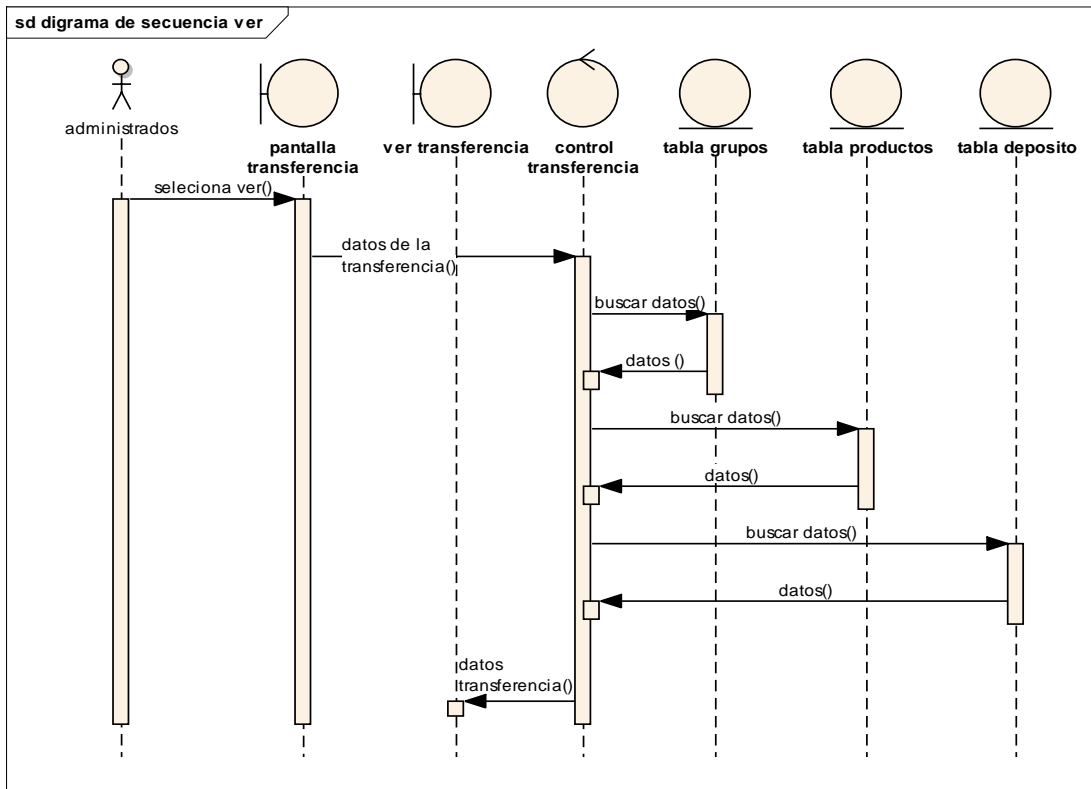 sd digrama de secuencia ver
administrados
pantalla
transferencia
ver transferencia
control
transferencia
tabla grupos
tabla productos
tabla deposito
seleciona ver()
datos de la
transferencia()
buscar datos()
datos ()
buscar datos()
datos()
buscar datos()
datos()
datos
transferencia()